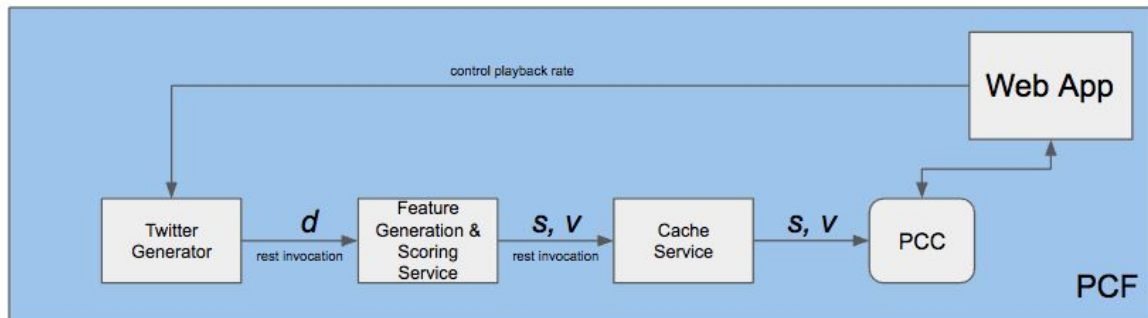 control playback rate
Web App
Twitter
Generator
d
rest invocation
Feature
Generation &
Scoring
Service
s, v
rest invocation
Cache
Service
s, v
PCC
PCF